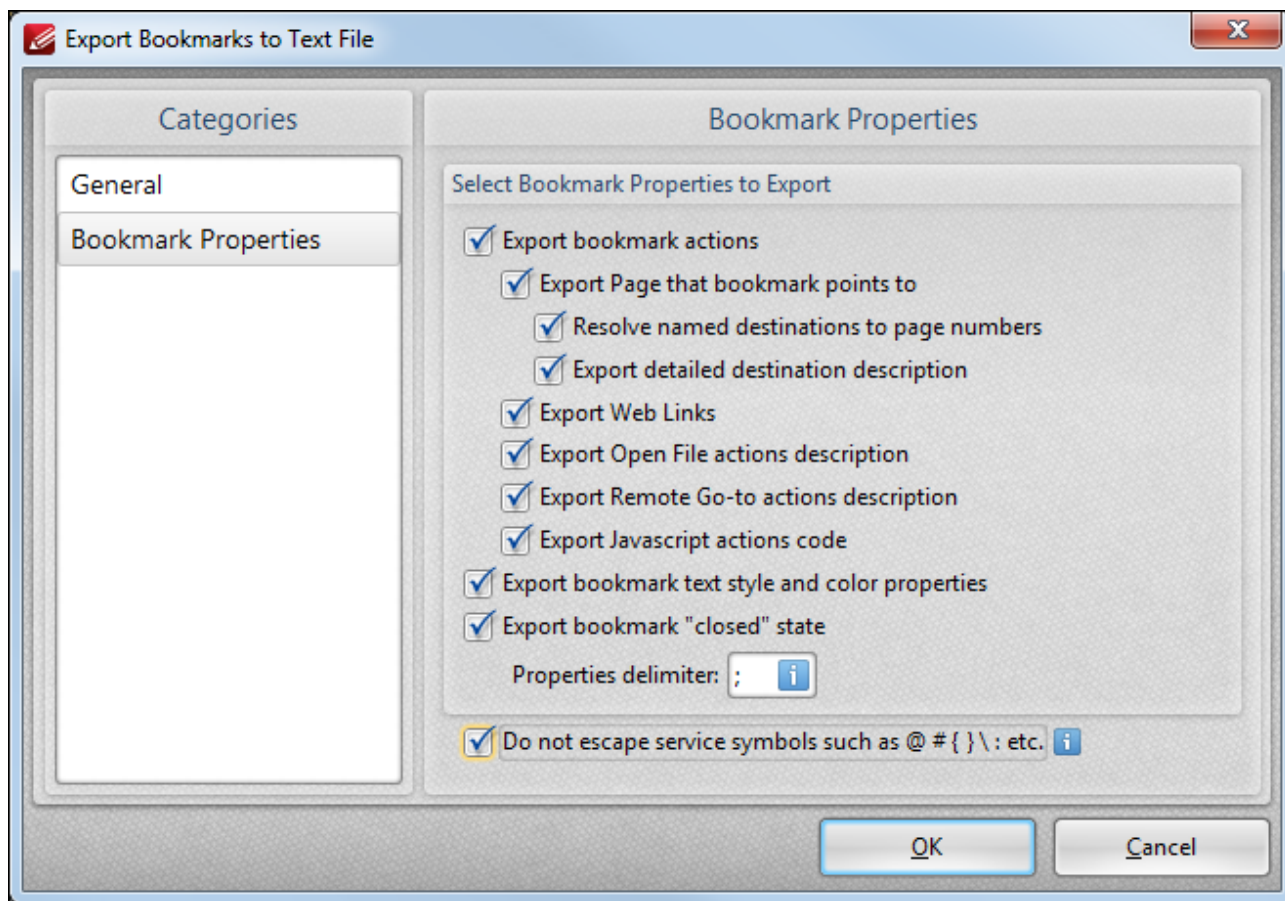 Export Bookmarks to Text File
Categories
General
Bookmark Properties
Bookmark Properties
Select Bookmark Properties to Export
Export bookmark actions
Export Page that bookmark points to
Resolve named destinations to page numbers
Export detailed destination description
Export Web Links
Export Open File actions description
Export Remote Go-to actions description
Export Javascript actions code
Export bookmark text style and color properties
Export bookmark "closed" state
Properties delimiter: ;
Do not escape service symbols such as @ # { } \ : etc.
OK
Cancel